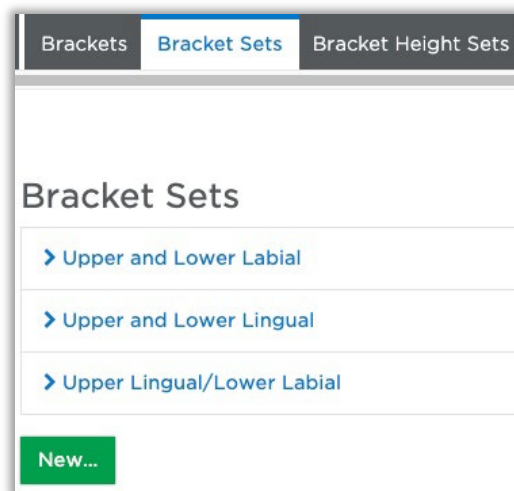 Brackets Bracket Sets Bracket Height Sets
Bracket Sets
Upper and Lower Labial
Upper and Lower Lingual
Upper Lingual/Lower Labial
New...